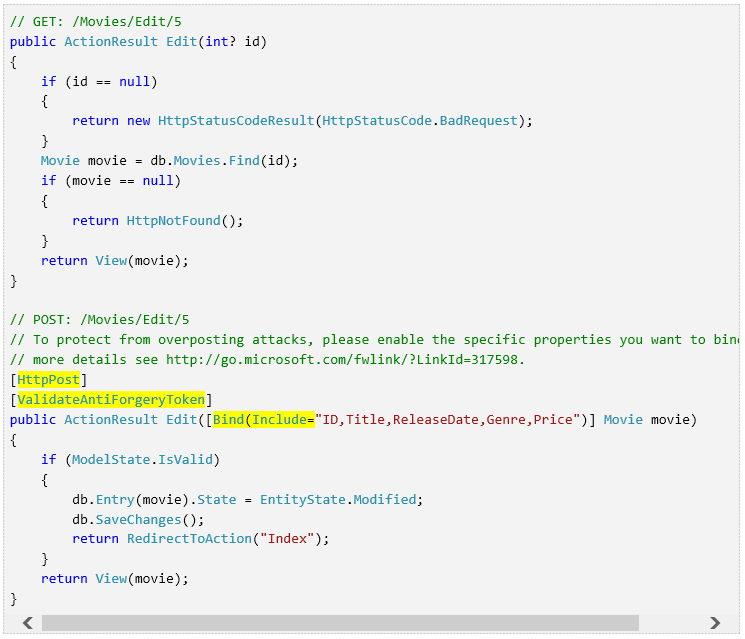 // GET: /Movies/Edit/5
public ActionResult Edit(int? id)
{
    if (id == null)
    {
        return new HttpStatusCodeResult(HttpStatusCode.BadRequest);
    }
    Movie movie = db.Movies.Find(id);
    if (movie == null)
    {
        return HttpNotFound();
    }
    return View(movie);
}

// POST: /Movies/Edit/5
// To protect from overposting attacks, please enable the specific properties you want to bind
// more details see http://go.microsoft.com/fwlink/?LinkId=317598.
[HttpPost]
[ValidateAntiForgeryToken]
public ActionResult Edit([Bind(Include="ID,Title,ReleaseDate,Genre,Price")] Movie movie)
{
    if (ModelState.IsValid)
    {
        db.Entry(movie).State = EntityState.Modified;
        db.SaveChanges();
        return RedirectToAction("Index");
    }
    return View(movie);
}